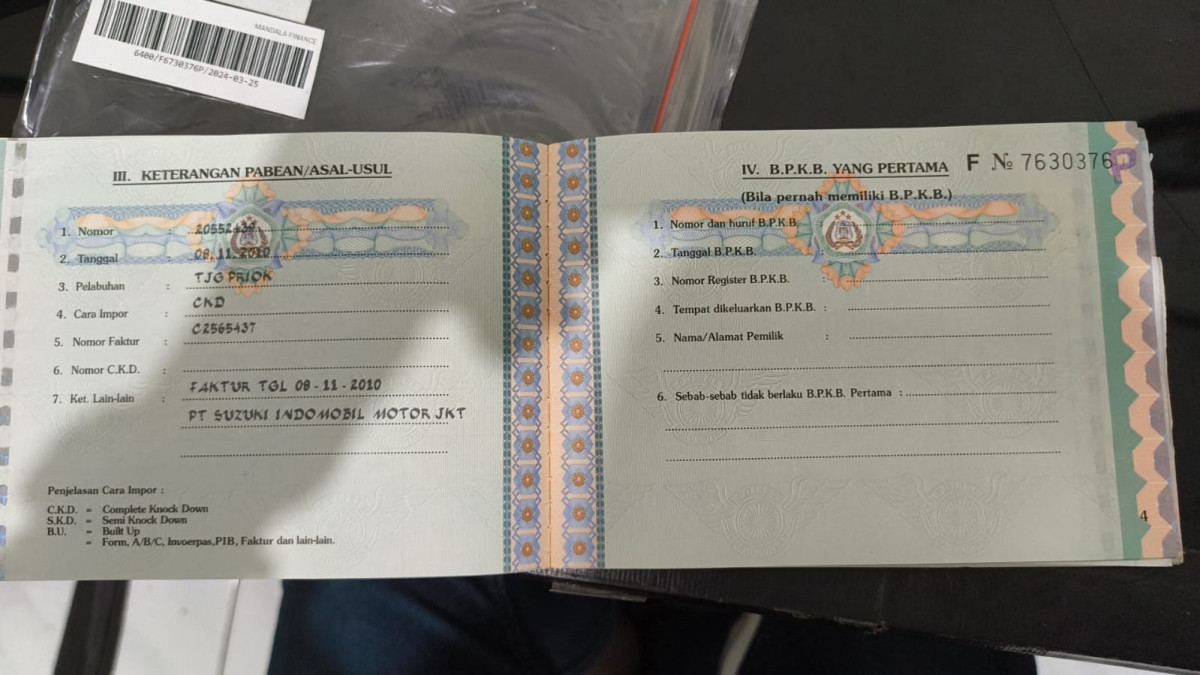 MANDALA FINANCE
6400/F6730376P/2024-03-25
III. KETERANGAN PABEAN/ASAL-USUL
1. Nomor :
2. Tanggal : 08.11.2010
3. Pelabuhan : TJG PRIOK
4. Cara Impor : CKD
5. Nomor Faktur : C2565437
6. Nomor C.K.D. :
7. Ket. Lain-lain : FAKTUR TGL 08 - 11 - 2010
PT SUZUKI INDOMOBIL MOTOR JKT
Penjelasan Cara Impor :
C.K.D. = Complete Knock Down
S.K.D. = Semi Knock Down
B.U. = Built Up
= Form, A/B/C, Invoerpas,PIB, Faktur dan lain-lain.
IV. B.P.K.B. YANG PERTAMA
F № 7630376P
(Bila pernah memiliki B.P.K.B.)
1. Nomor dan huruf B.P.K.B.
2. Tanggal B.P.K.B.
3. Nomor Register B.P.K.B. :
4. Tempat dikeluarkan B.P.K.B. :
5. Nama/Alamat Pemilik :
6. Sebab-sebab tidak berlaku B.P.K.B. Pertama :
4